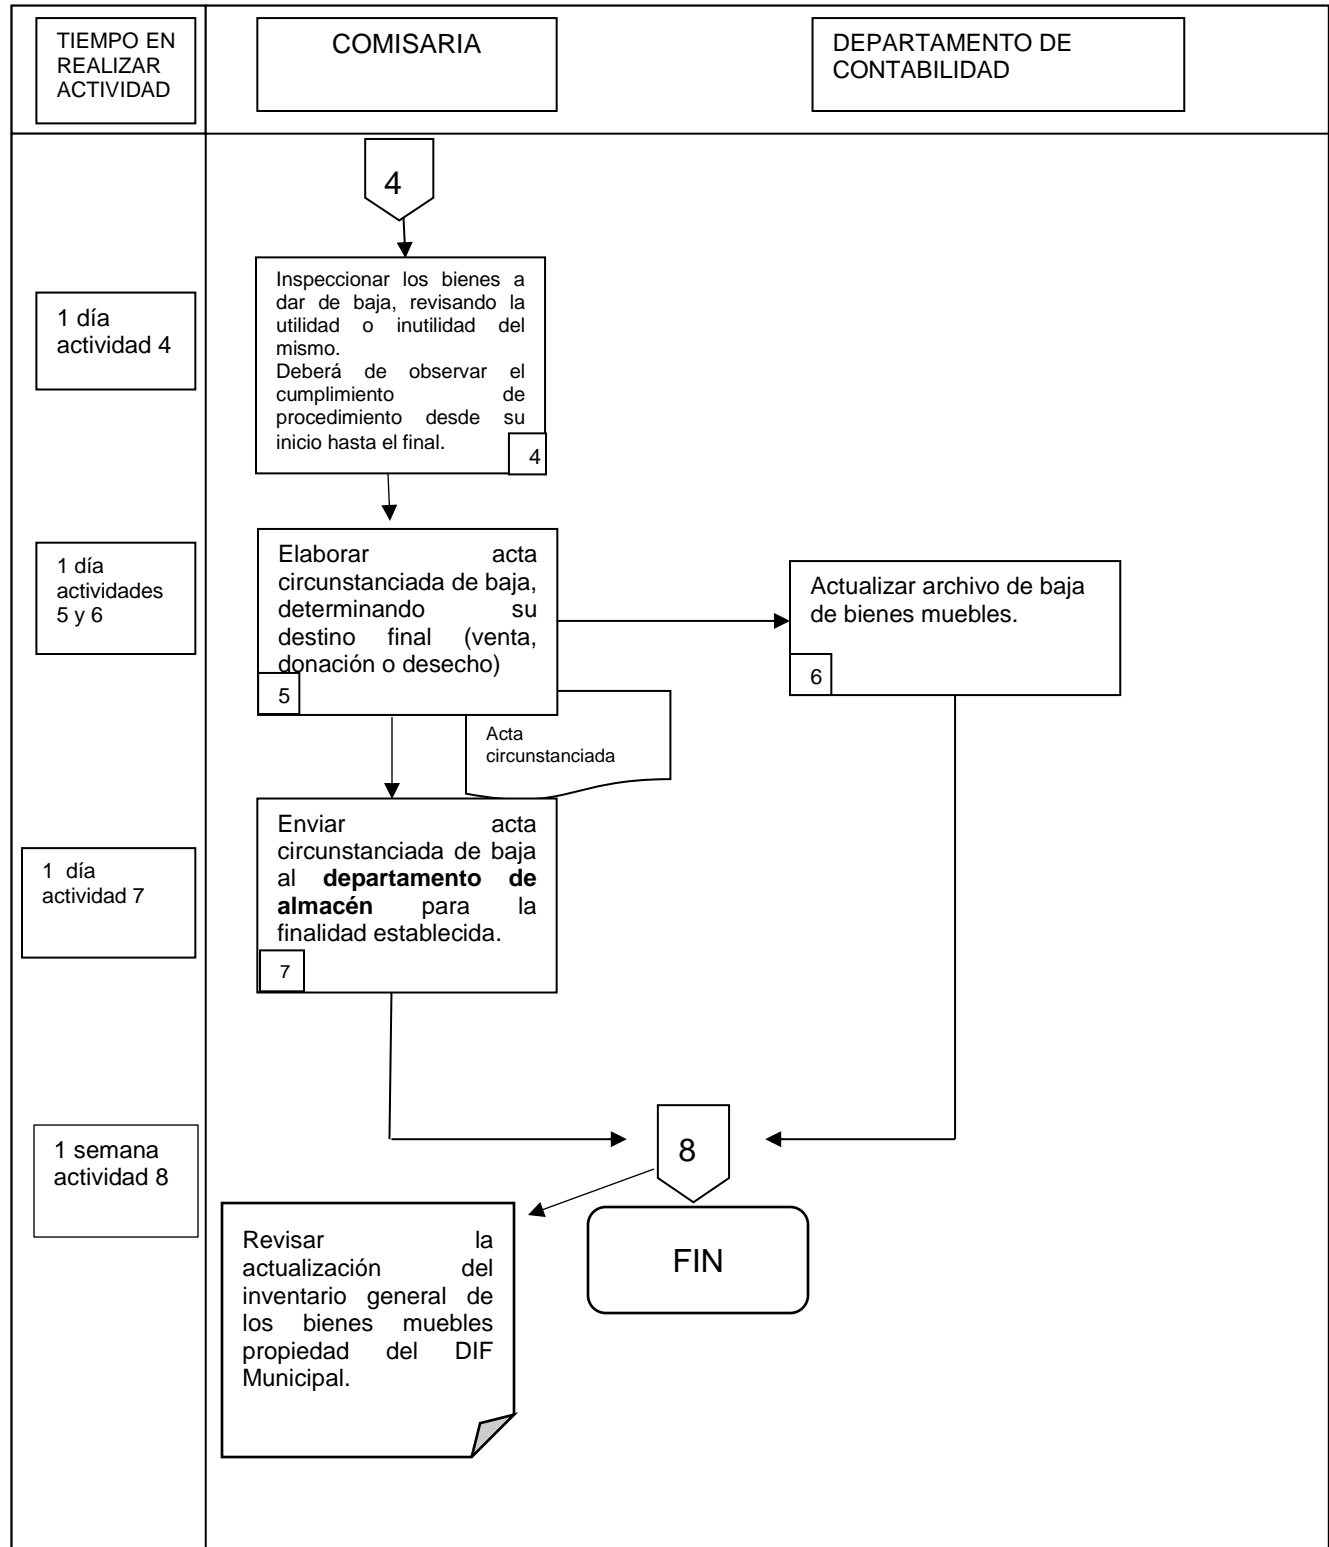 TIEMPO EN
REALIZAR
ACTIVIDAD
COMISARIA
DEPARTAMENTO DE
CONTABILIDAD
4
1 día
actividad 4
Inspeccionar los bienes a
dar de baja, revisando la
utilidad o inutilidad del
mismo.
Deberá de observar el
cumplimiento de
procedimiento desde su
inicio hasta el final.
4
1 día
actividades
5 y 6
Elaborar acta
circunstanciada de baja,
determinando su
destino final (venta,
donación o desecho)
5
Actualizar archivo de baja
de bienes muebles.
6
Acta
circunstanciada
1 día
actividad 7
Enviar acta
circunstanciada de baja
al departamento de
almacén para la
finalidad establecida.
7
1 semana
actividad 8
8
Revisar la
actualización del
inventario general de
los bienes muebles
propiedad del DIF
Municipal.
FIN